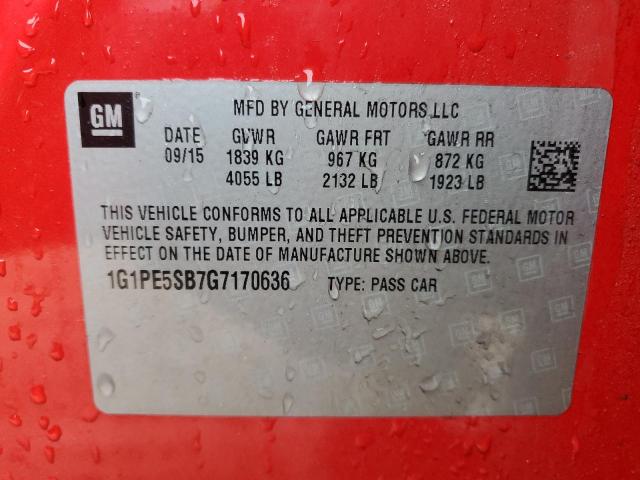 GM
MFD BY GENERAL MOTORS LLC
DATE GVWR GAWR FRT GAWR RR
09/15 1839 KG 967 KG 872 KG
4055 LB 2132 LB 1923 LB
THIS VEHICLE CONFORMS TO ALL APPLICABLE U.S. FEDERAL MOTOR
VEHICLE SAFETY, BUMPER, AND THEFT PREVENTION STANDARDS IN
EFFECT ON THE DATE OF MANUFACTURE SHOWN ABOVE.
1G1PE5SB7G7170636 TYPE: PASS CAR